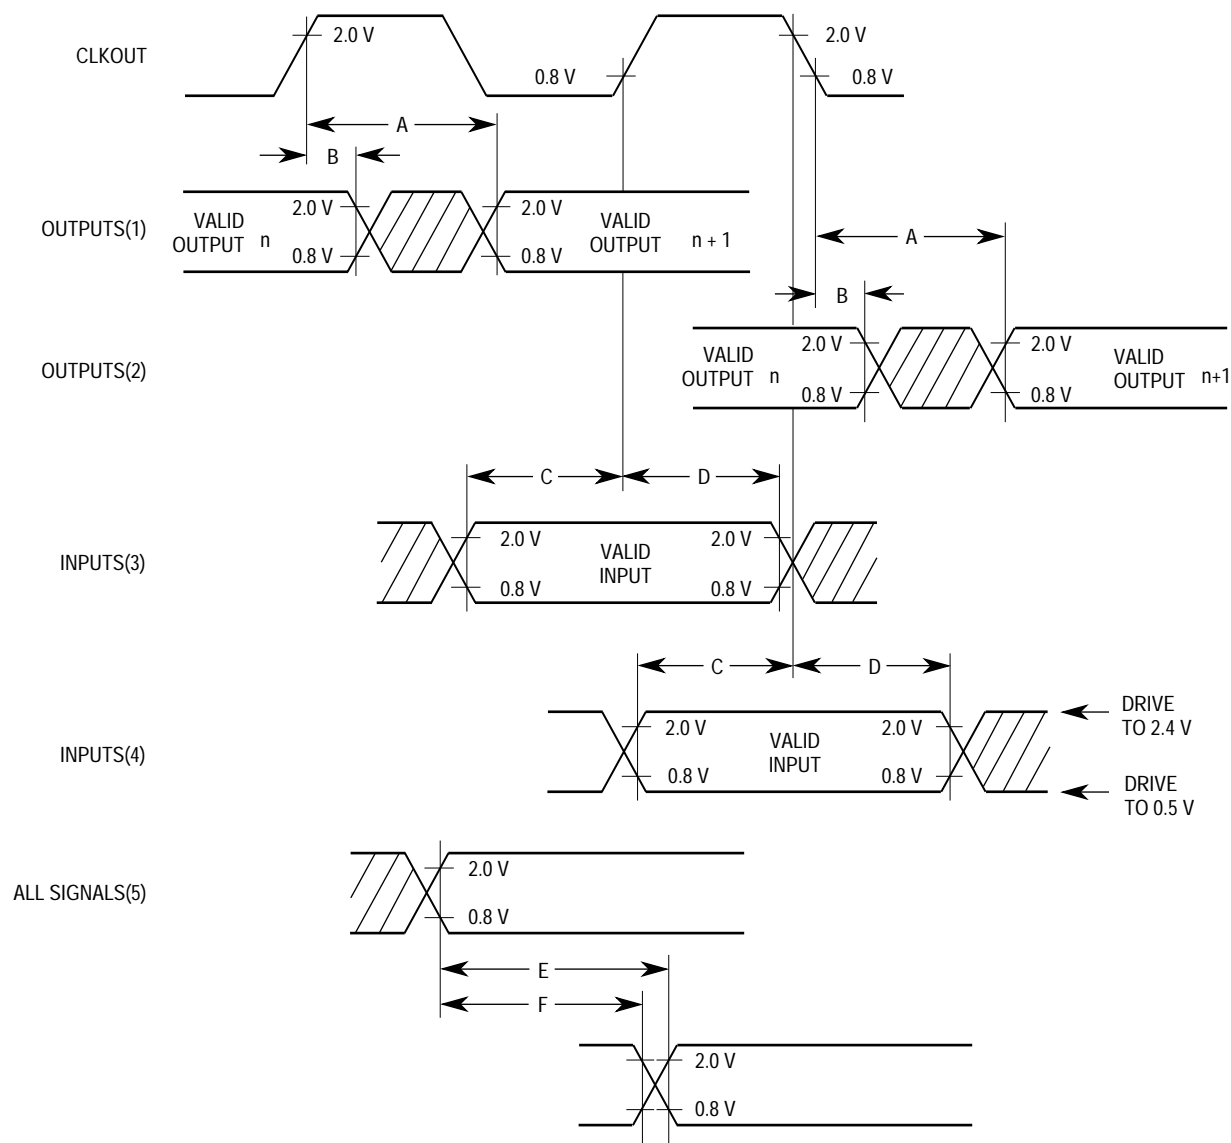 2.0 V
2.0 V
CLKOUT
0.8 V
0.8 V
A
B
2.0 V
2.0 V
VALID
OUTPUT n
VALID
OUTPUT n + 1
OUTPUTS(1)
0.8 V
0.8 V
A
B
2.0 V
2.0 V
VALID
OUTPUT n
VALID
OUTPUT n+1
OUTPUTS(2)
0.8 V
0.8 V
C
D
2.0 V
2.0 V
VALID
INPUT
INPUTS(3)
0.8 V
0.8 V
C
D
DRIVE
TO 2.4 V
2.0 V
2.0 V
VALID
INPUT
INPUTS(4)
0.8 V
0.8 V
DRIVE
TO 0.5 V
2.0 V
ALL SIGNALS(5)
0.8 V
E
F
2.0 V
0.8 V